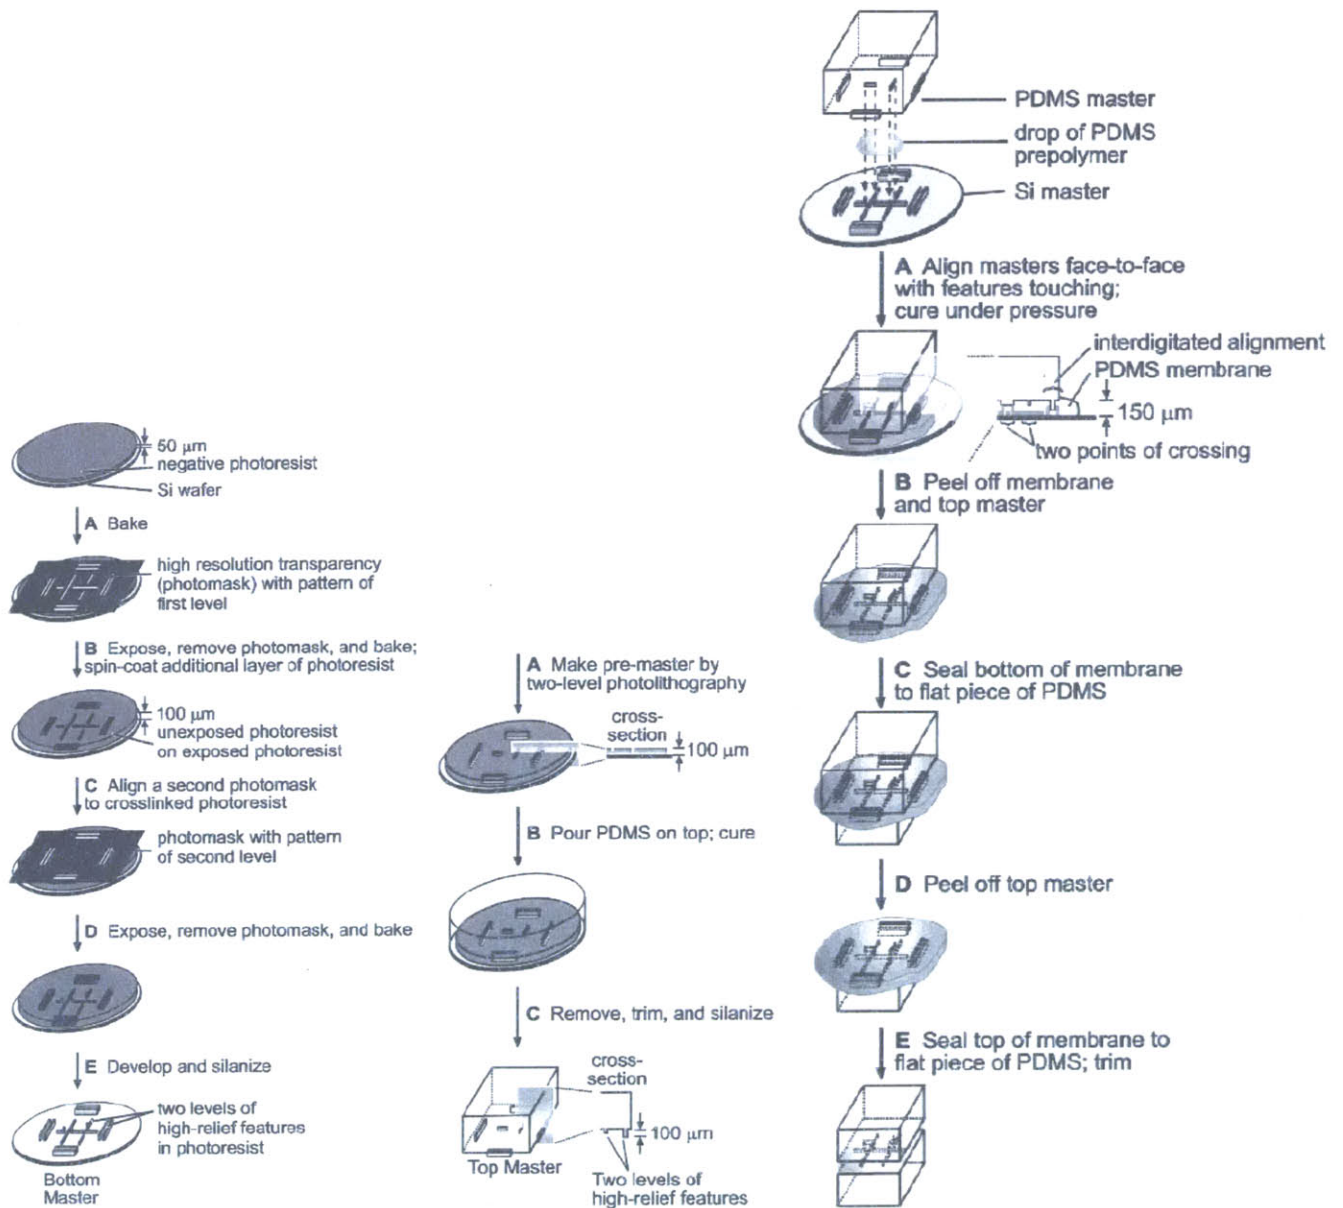 50 μm
negative photoresist
Si wafer
A Bake
high resolution transparency
(photomask) with pattern of
first level
B Expose, remove photomask, and bake;
spin-coat additional layer of photoresist
100 μm
unexposed photoresist
on exposed photoresist
C Align a second photomask
to crosslinked photoresist
photomask with pattern
of second level
D Expose, remove photomask, and bake
E Develop and silanize
two levels of
high-relief features
in photoresist
Bottom
Master
A Make pre-master by
two-level photolithography
cross-
section
100 μm
B Pour PDMS on top; cure
C Remove, trim, and silanize
cross-
section
100 μm
Top Master
Two levels of
high-relief features
PDMS master
drop of PDMS
prepolymer
Si master
A Align masters face-to-face
with features touching;
cure under pressure
interdigitated alignment
PDMS membrane
150 μm
two points of crossing
B Peel off membrane
and top master
C Seal bottom of membrane
to flat piece of PDMS
D Peel off top master
E Seal top of membrane to
flat piece of PDMS; trim